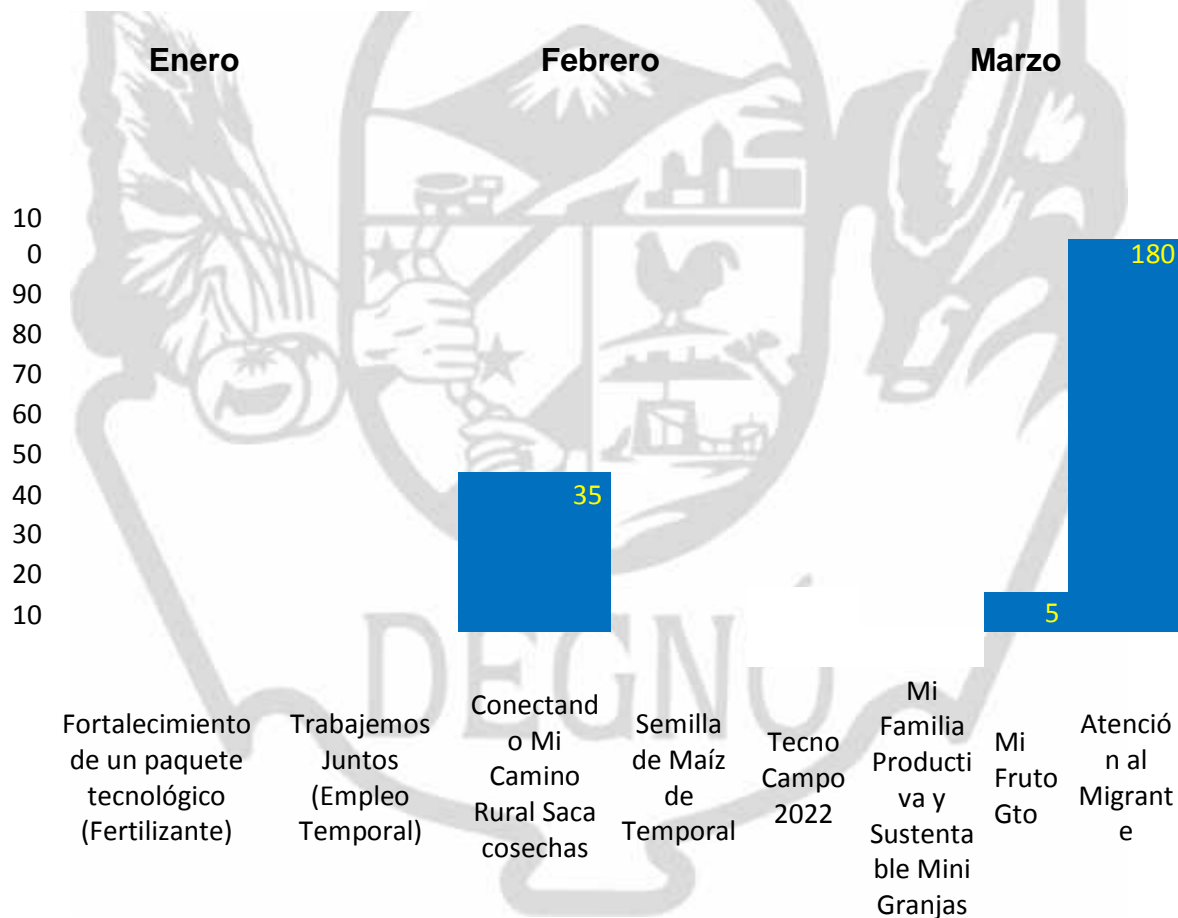 Enero Febrero Marzo
10
0
90
80
70
60
50
40
30
20
10
180
35
5
Fortalecimiento
de un paquete
tecnológico
(Fertilizante)
Trabajemos
Juntos
(Empleo
Temporal)
Conectand
o Mi
Camino
Rural Saca
cosechas
Semilla
de Maíz
de
Temporal
Tecno
Campo
2022
Mi
Familia
Producti
va y
Sustenta
ble Mini
Granjas
Mi
Fruto
Gto
Atenció
n al
Migrant
e
DEGNÓ